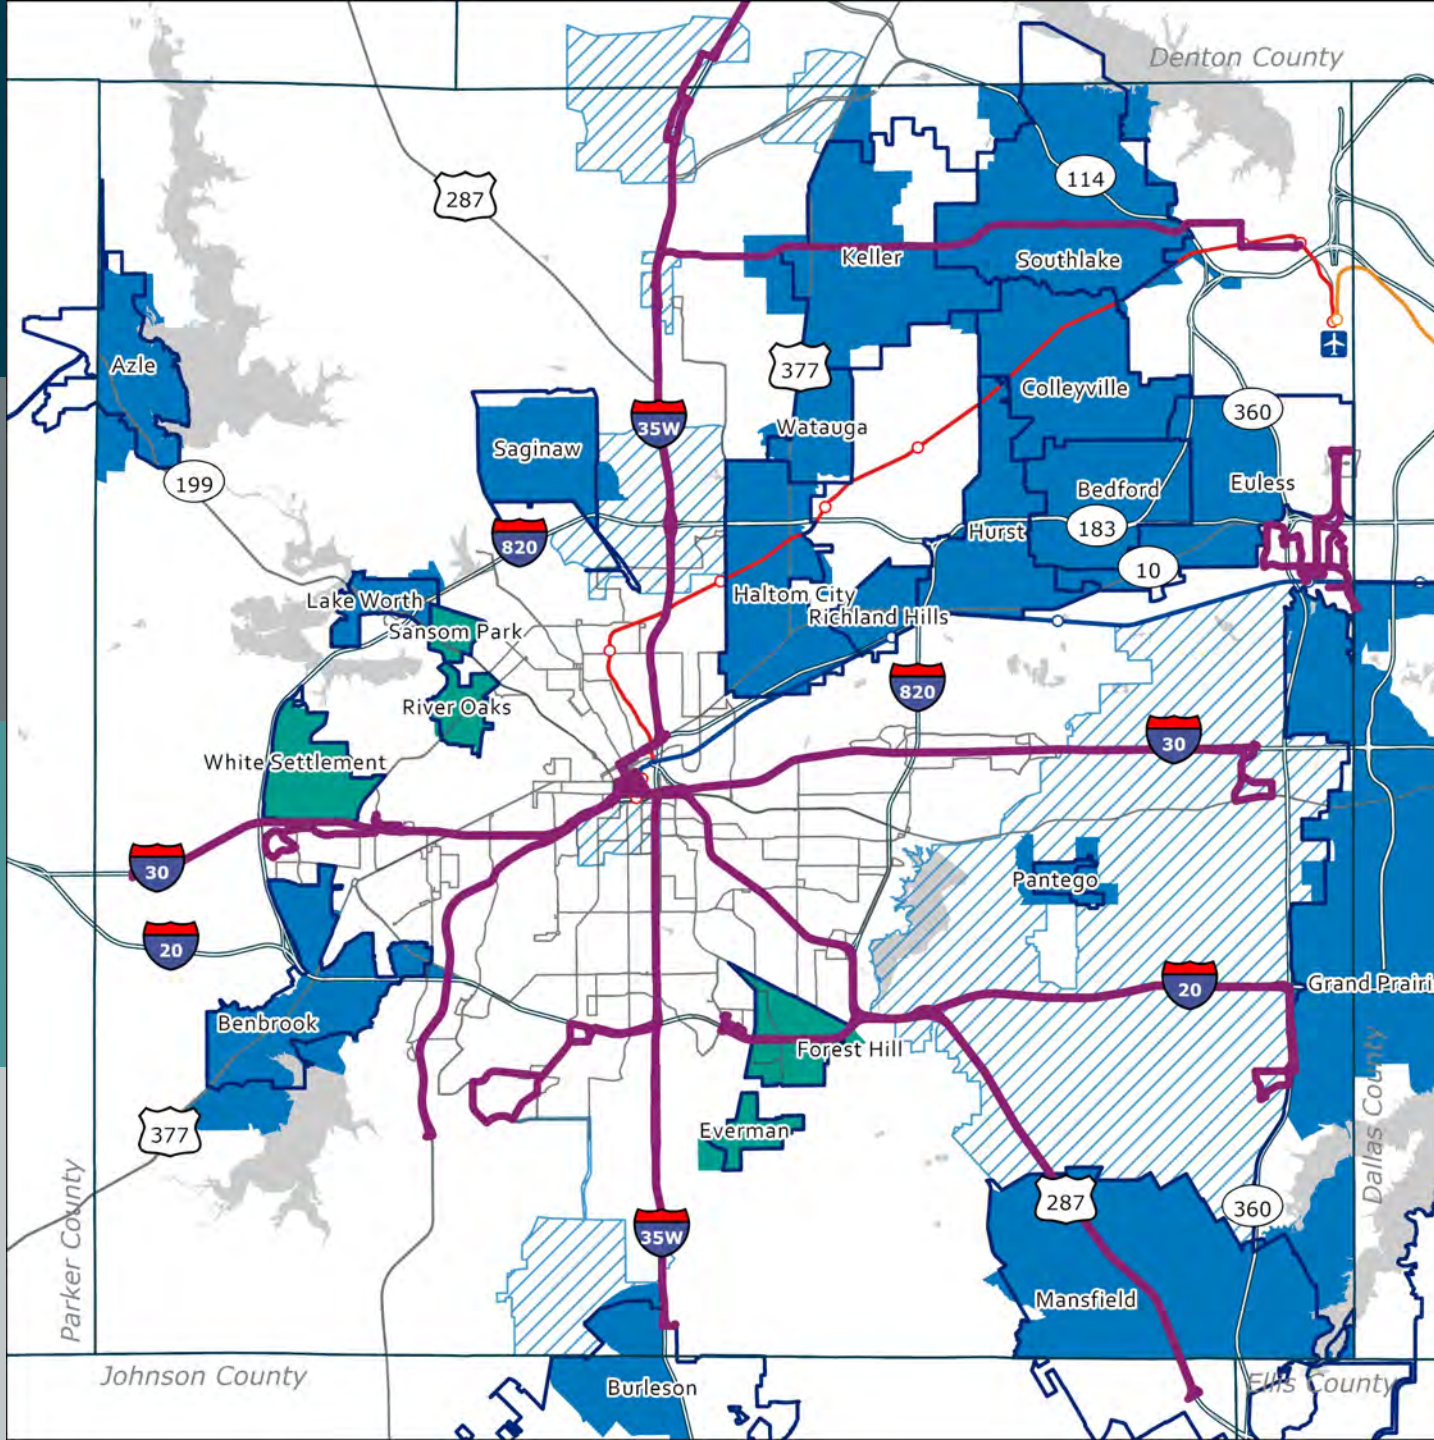 Denton County
114
287
Keller
Southlake
Azle
377
Colleyville
360
35W
Watauga
Saginaw
199
Bedford
Euless
183
Hurst
820
10
Haltom City
Lake Worth
Richland Hills
Sansom Park
820
River Oaks
30
White Settlement
30
Pantego
20
20
Grand Prairi
Benbrook
Forest Hill
377
Everman
Dallas County
287
360
35W
Parker County
Mansfield
Johnson County
Burleson
Ellis County